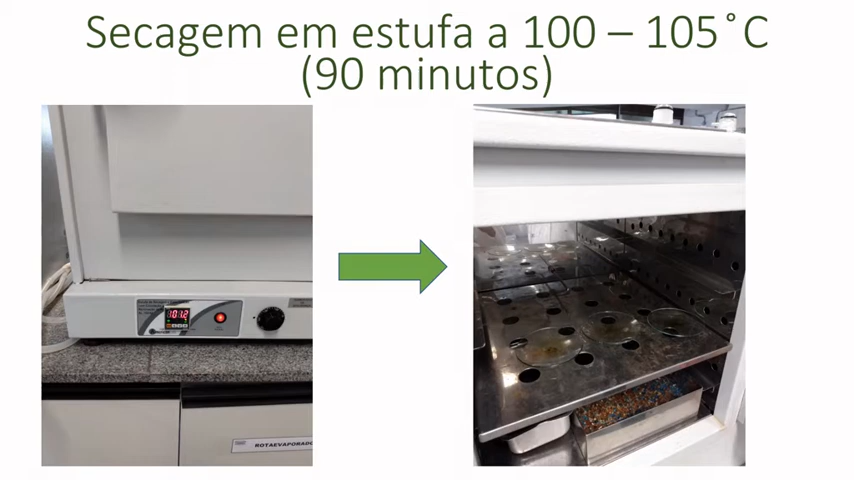 Secagem em estufa a 100 – 105˚C
(90 minutos)
101.2
ROTAEVAPORADO